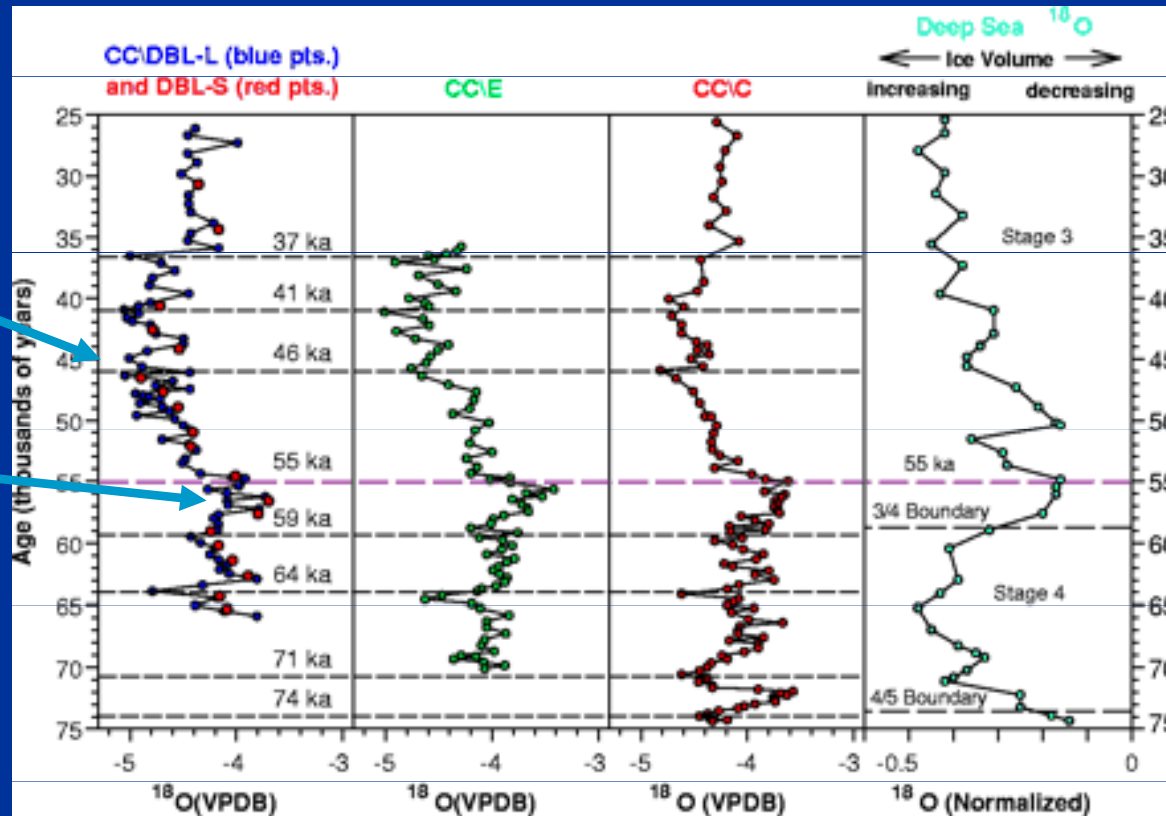 Deep Sea 18O
CC\DBL-L (blue pts.)
Ice Volume
and DBL-S (red pts.) CC\E CC\C increasing decreasing
25 25
30 30
35 35
40 40
45 45
50 50
55 55
60 60
65 65
70 70
75 75
Age (thousands of years)
37 ka
41 ka
46 ka
55 ka
59 ka
64 ka
71 ka
74 ka
Stage 3
55 ka
3/4 Boundary
Stage 4
4/5 Boundary
-5 -4 -3 -5 -4 -3 -5 -4 -3 -0.5 0
18O(VPDB) 18O(VPDB) 18O (VPDB) 18O (Normalized)